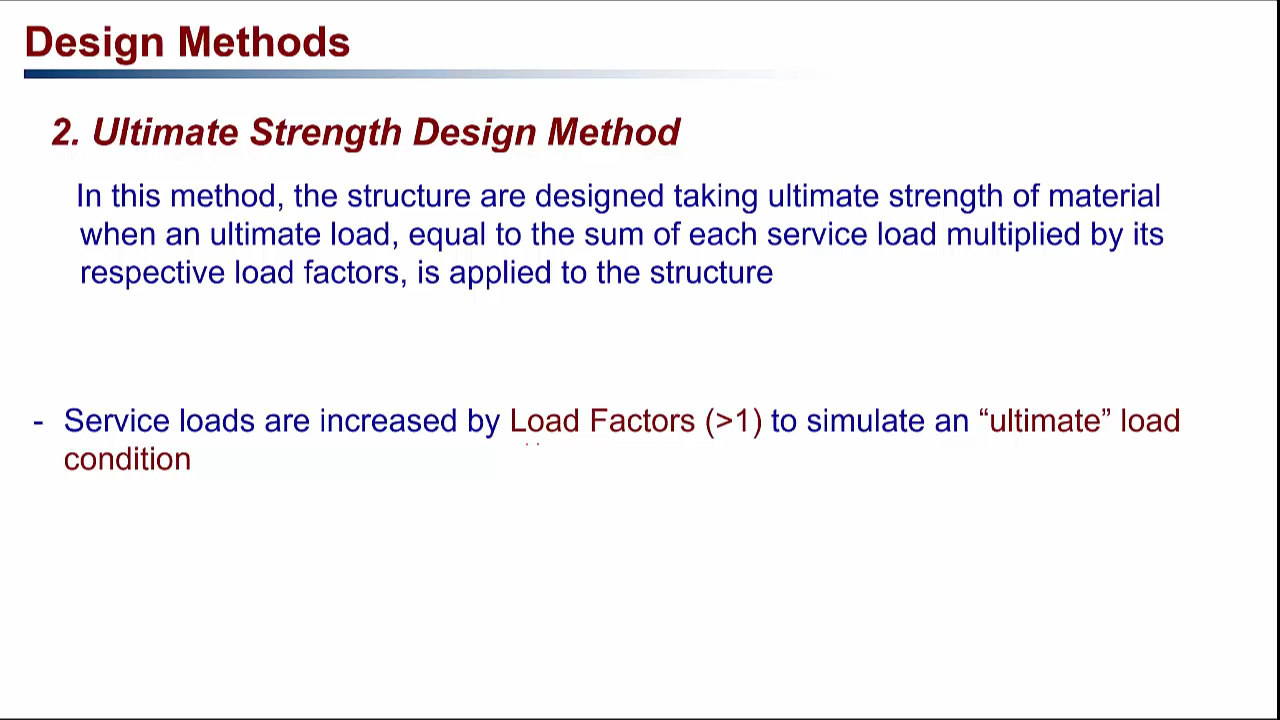 Design Methods
2. Ultimate Strength Design Method
In this method, the structure are designed taking ultimate strength of material
when an ultimate load, equal to the sum of each service load multiplied by its
respective load factors, is applied to the structure
- Service loads are increased by Load Factors (>1) to simulate an “ultimate” load
condition